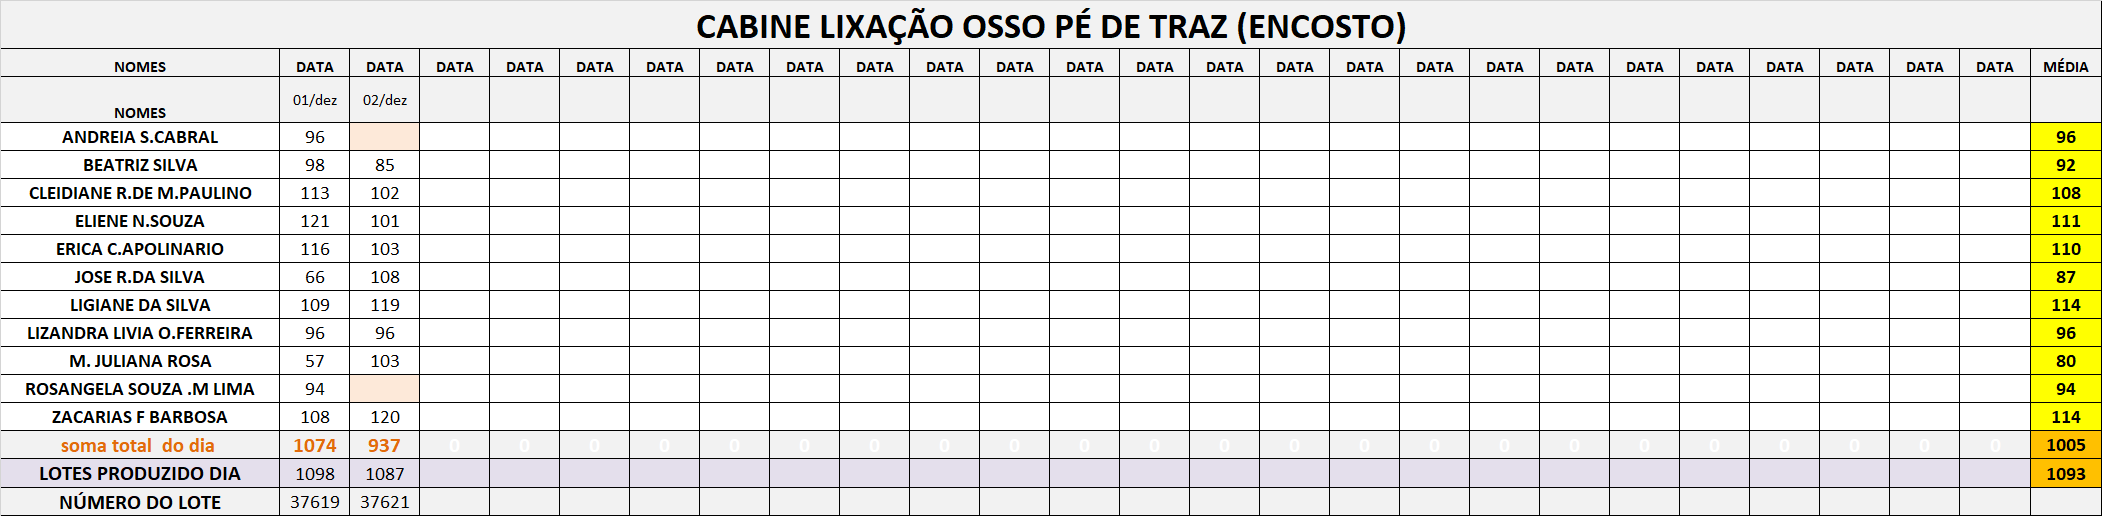 CABINE LIXAÇÃO OSSO PÉ DE TRAZ (ENCOSTO)
NOMES DATA DATA DATA DATA DATA DATA DATA DATA DATA DATA DATA DATA DATA DATA DATA DATA DATA DATA DATA DATA DATA DATA DATA DATA DATA MÉDIA
NOMES 01/dez 02/dez
ANDREIA S.CABRAL 96 96
BEATRIZ SILVA 98 85 92
CLEIDIANE R.DE M.PAULINO 113 102 108
ELIENE N.SOUZA 121 101 111
ERICA C.APOLINARIO 116 103 110
JOSE R.DA SILVA 66 108 87
LIGIANE DA SILVA 109 119 114
LIZANDRA LIVIA O.FERREIRA 96 96 96
M. JULIANA ROSA 57 103 80
ROSANGELA SOUZA .M LIMA 94 94
ZACARIAS F BARBOSA 108 120 114
soma total do dia 1074 937 0 0 0 0 0 0 0 0 0 0 0 0 0 0 0 0 0 0 0 0 0 0 0 1005
LOTES PRODUZIDO DIA 1098 1087 1093
NÚMERO DO LOTE 37619 37621